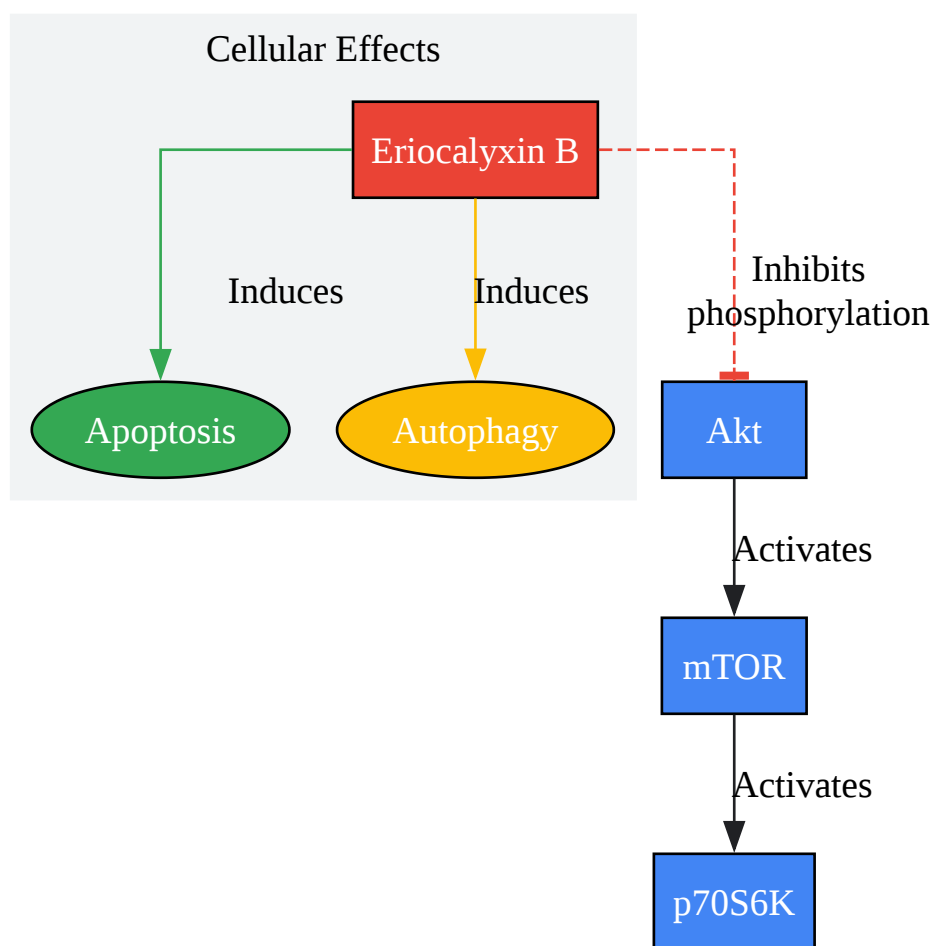 Cellular Effects
Eriocalyxin B
Induces
Induces
Inhibits
phosphorylation
Apoptosis
Autophagy
Akt
Activates
mTOR
Activates
p70S6K